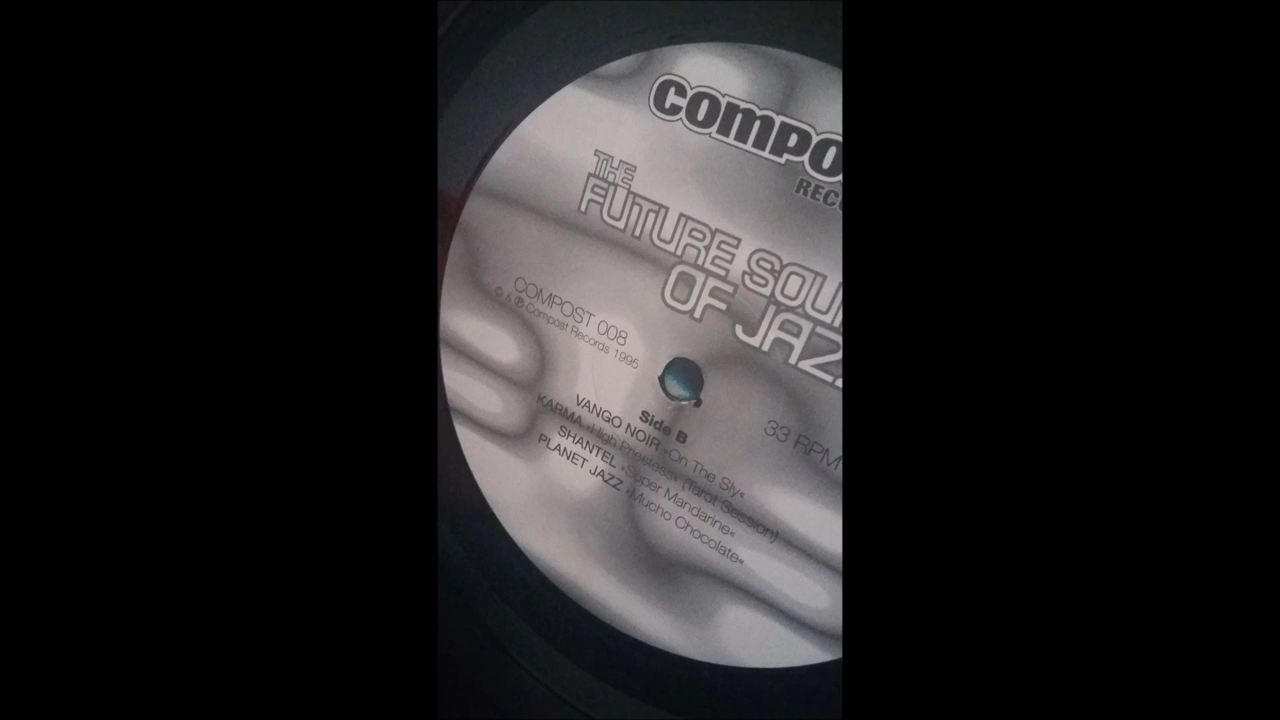 COMPO
RECO
THE
FUTURE SOU
OF JAZ
COMPOST 008
© & ℗ Compost Records 1995
33 RPM
Side B
VANGO NOIR »On The Sly«
KARMA »High Priestess« (Tarot Session)
SHANTEL »Super Mandarine«
PLANET JAZZ »Mucho Chocolate«